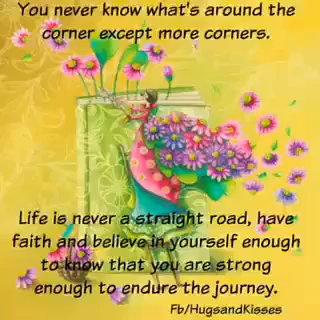 You never know what's around the
corner except more corners.
Life is never a straight road, have
faith and believe in yourself enough
to know that you are strong
enough to endure the journey.
Fb/HugsandKisses